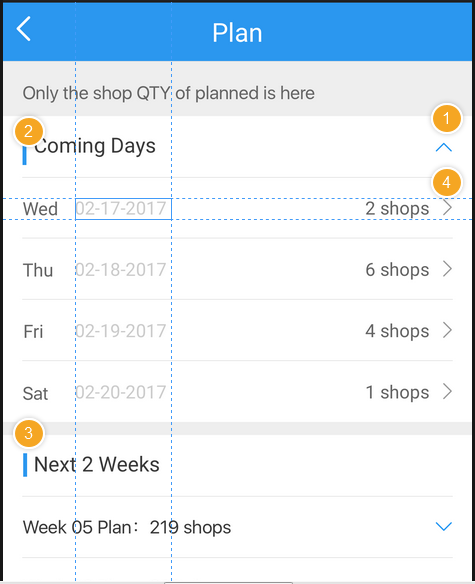 Plan
Only the shop QTY of planned is here
1
2
Coming Days
4
Wed 02-17-2017 2 shops
Thu 02-18-2017 6 shops
Fri 02-19-2017 4 shops
Sat 02-20-2017 1 shops
3
Next 2 Weeks
Week 05 Plan：219 shops